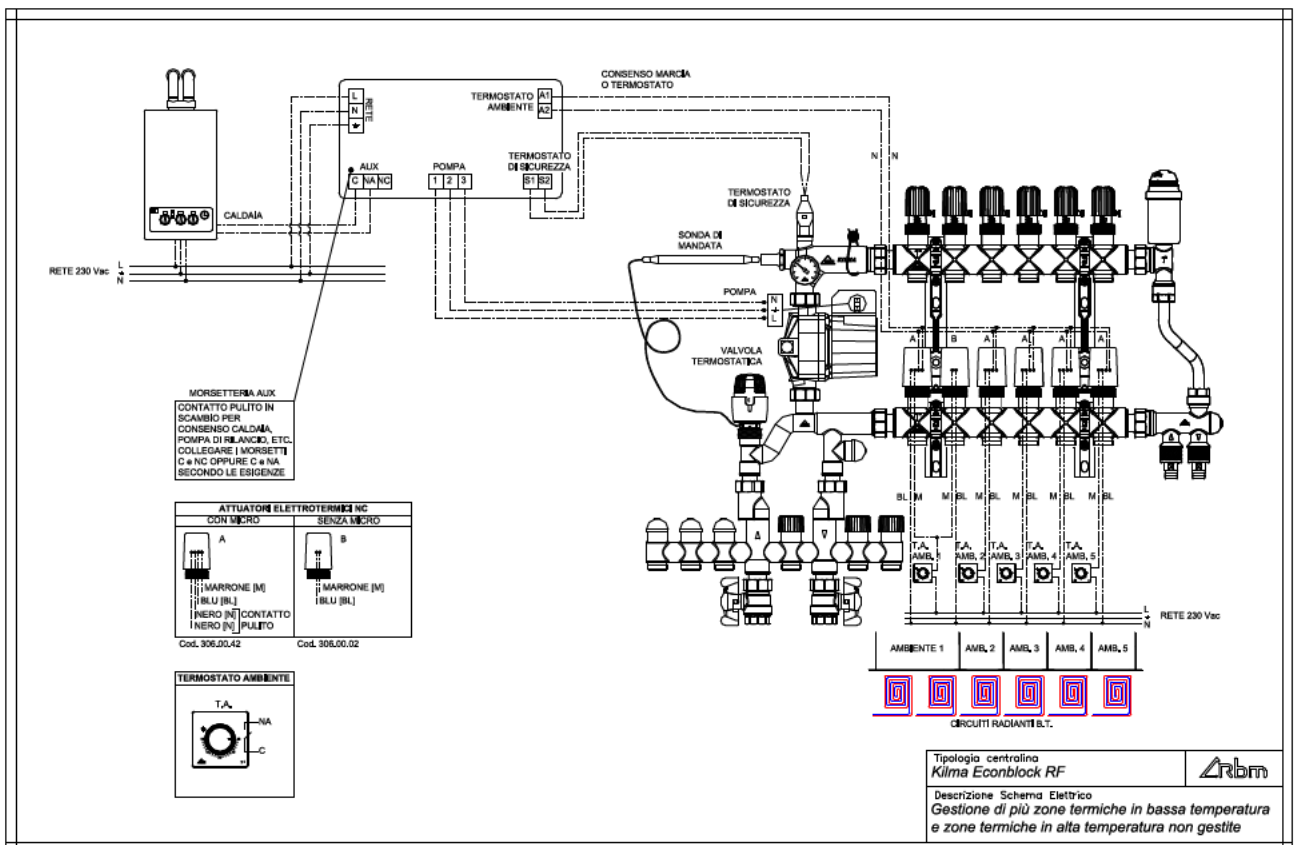 CONSENSO MARCIA
O TERMOSTATO
L
N
RETE
TERMOSTATO
AMBIENTE
A1
A2
AUX
C NA NC
POMPA
1 2 3
TERMOSTATO
DI SICUREZZA
S1 S2
N N
CALDAIA
RETE 230 Vac
L
N
TERMOSTATO
DI SICUREZZA
SONDA DI
MANDATA
POMPA
N
L
VALVOLA
TERMOSTATICA
A B A A A A
MORSETTERIA AUX
CONTATTO PULITO IN
SCAMBIO PER
CONSENSO CALDAIA,
POMPA DI RILANCIO, ETC.
COLLEGARE I MORSETTI
C e NC OPPURE C e NA
SECONDO LE ESIGENZE
ATTUATORI ELETTROTERMICI NC
CON MICRO SENZA MICRO
A B
MARRONE [M] MARRONE [M]
BLU [BL] BLU [BL]
NERO [N] CONTATTO
NERO [N] PULITO
Cod. 306.00.42 Cod. 306.00.02
BL M M BL M BL M BL M BL M BL
T.A. T.A. T.A. T.A. T.A.
AMB. 1 AMB. 2 AMB. 3 AMB. 4 AMB. 5
L
N
RETE 230 Vac
AMBIENTE 1 AMB. 2 AMB. 3 AMB. 4 AMB. 5
CIRCUITI RADIANTI B.T.
TERMOSTATO AMBIENTE
T.A.
NA
C
Tipologia centralina
Kilma Econblock RF
rbm
Descrizione Schema Elettrico
Gestione di più zone termiche in bassa temperatura
e zone termiche in alta temperatura non gestite